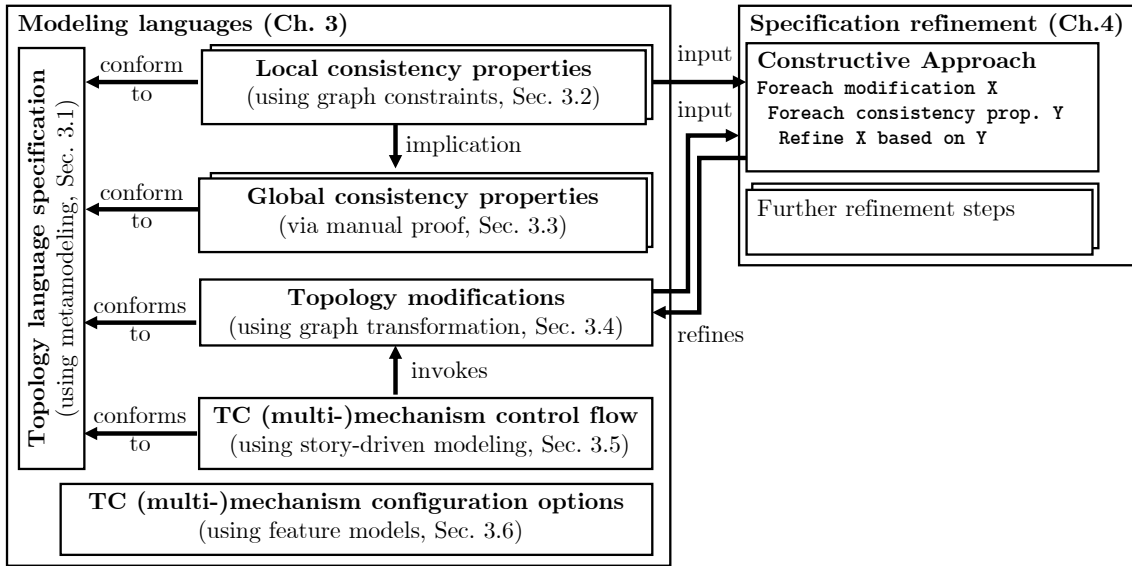 Modeling languages (Ch. 3)
Topology language specification
(using metamodeling, Sec. 3.1)
conform
to
Local consistency properties
(using graph constraints, Sec. 3.2)
implication
conform
to
Global consistency properties
(via manual proof, Sec. 3.3)
conforms
to
Topology modifications
(using graph transformation, Sec. 3.4)
invokes
conforms
to
TC (multi-)mechanism control flow
(using story-driven modeling, Sec. 3.5)
TC (multi-)mechanism configuration options
(using feature models, Sec. 3.6)
input
input
refines
Specification refinement (Ch.4)
Constructive Approach
Foreach modification X
Foreach consistency prop. Y
Refine X based on Y
Further refinement steps